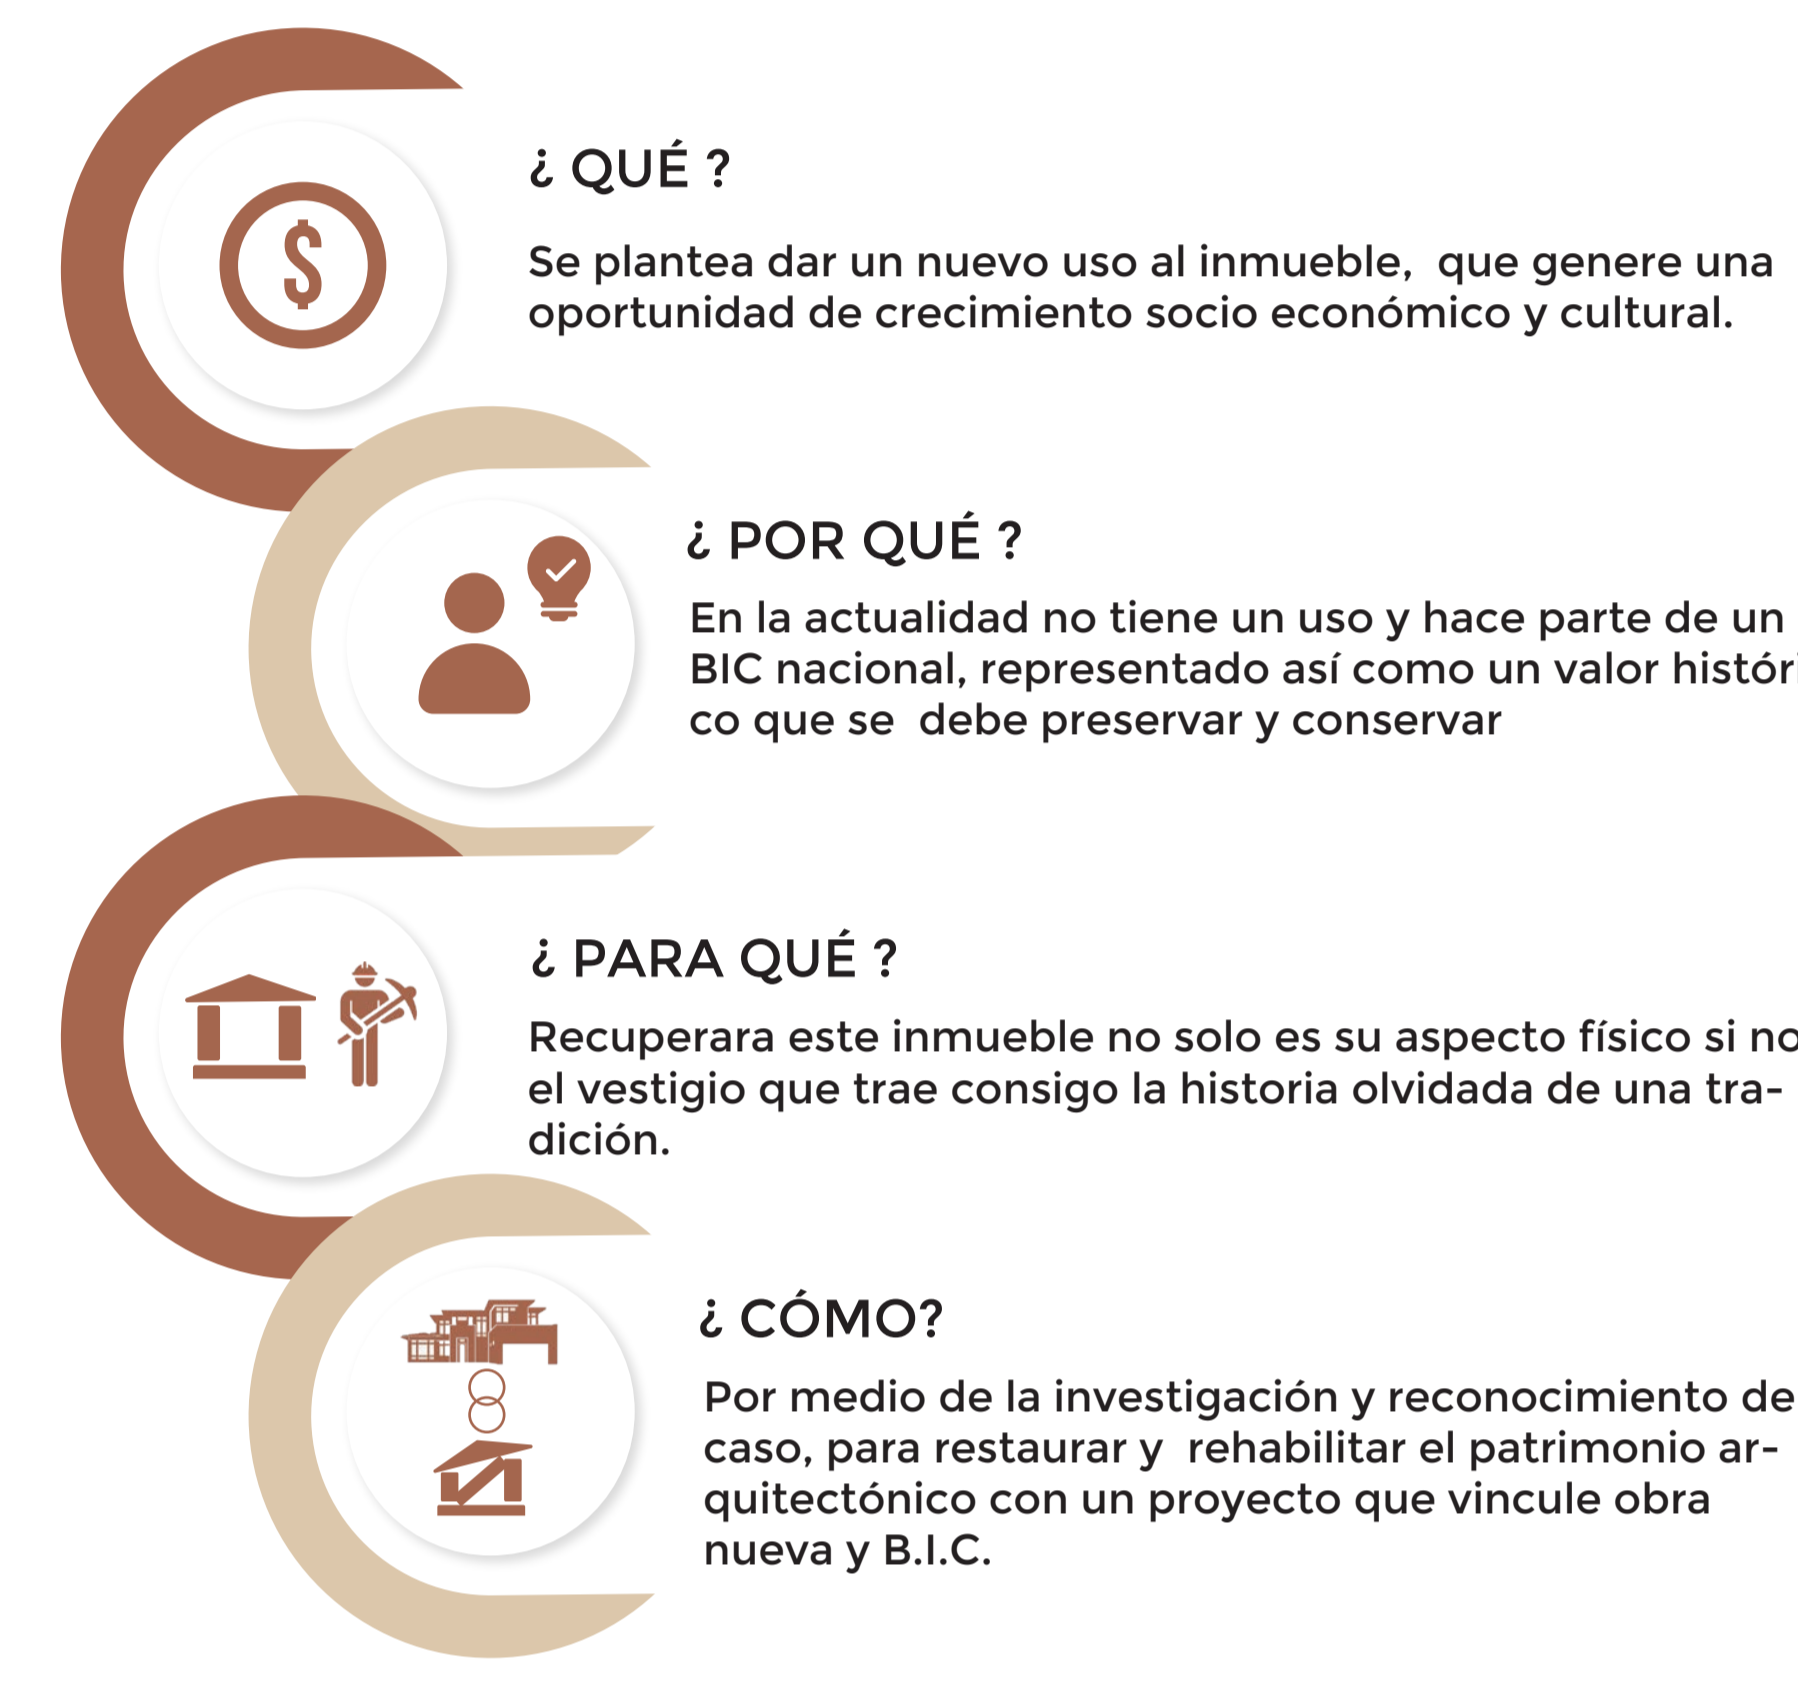 ¿ QUÉ ?
Se plantea dar un nuevo uso al inmueble, que genere una
oportunidad de crecimiento socio económico y cultural.
¿ POR QUÉ ?
En la actualidad no tiene un uso y hace parte de un
BIC nacional, representado así como un valor históri
co que se debe preservar y conservar
¿ PARA QUÉ ?
Recuperara este inmueble no solo es su aspecto físico si no
el vestigio que trae consigo la historia olvidada de una tra-
dición.
¿ CÓMO?
Por medio de la investigación y reconocimiento de
caso, para restaurar y rehabilitar el patrimonio ar-
quitectónico con un proyecto que vincule obra
nueva y B.I.C.
$